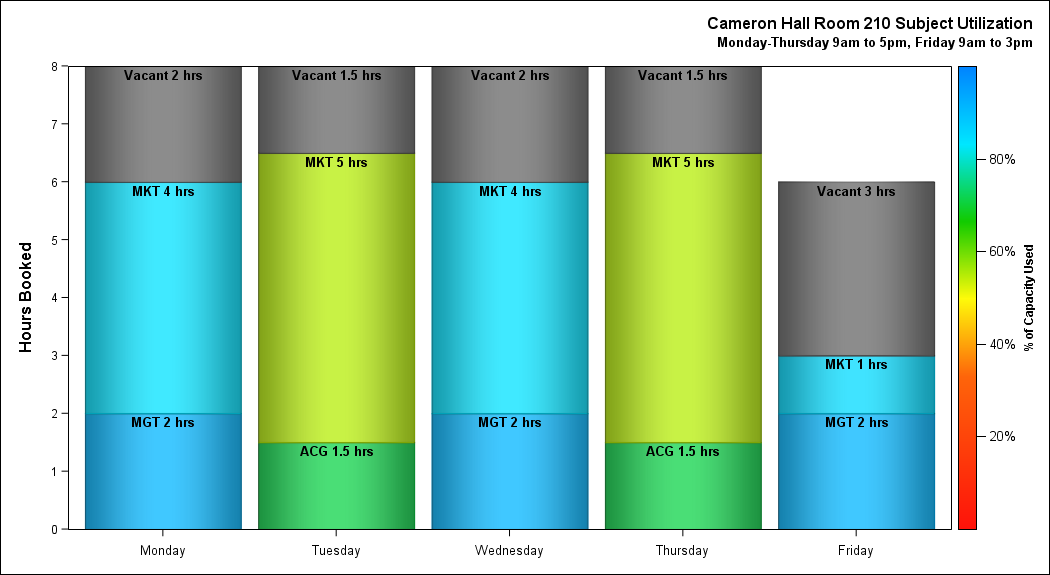 Cameron Hall Room 210 Subject Utilization
Monday-Thursday 9am to 5pm, Friday 9am to 3pm
Hours Booked
8
7
6
5
4
3
2
1
0
Vacant 2 hrs
MKT 4 hrs
MGT 2 hrs
Monday
Vacant 1.5 hrs
MKT 5 hrs
ACG 1.5 hrs
Tuesday
Vacant 2 hrs
MKT 4 hrs
MGT 2 hrs
Wednesday
Vacant 1.5 hrs
MKT 5 hrs
ACG 1.5 hrs
Thursday
Vacant 3 hrs
MKT 1 hrs
MGT 2 hrs
Friday
80%
60%
40%
20%
% of Capacity Used